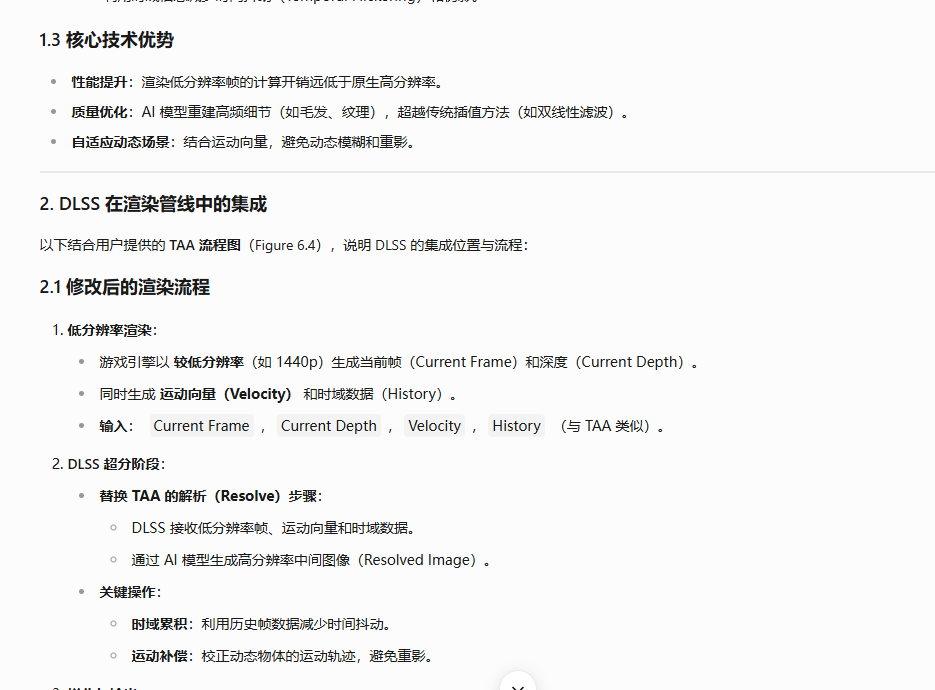 1.3 核心技术优势
性能提升：渲染低分辨率帧的计算开销远低于原生高分辨率。
质量优化：AI 模型重建高频细节（如毛发、纹理），超越传统插值方法（如双线性滤波）。
自适应动态场景：结合运动向量，避免动态模糊和重影。
2. DLSS 在渲染管线中的集成
以下结合用户提供的 TAA 流程图（Figure 6.4），说明 DLSS 的集成位置与流程：
2.1 修改后的渲染流程
1. 低分辨率渲染：
游戏引擎以 较低分辨率（如 1440p）生成当前帧（Current Frame）和深度（Current Depth）。
同时生成 运动向量（Velocity） 和时域数据（History）。
输入： Current Frame ， Current Depth ， Velocity ， History （与 TAA 类似）。
2. DLSS 超分阶段：
替换 TAA 的解析（Resolve）步骤：
DLSS 接收低分辨率帧、运动向量和时域数据。
通过 AI 模型生成高分辨率中间图像（Resolved Image）。
关键操作：
时域累积：利用历史帧数据减少时间抖动。
运动补偿：校正动态物体的运动轨迹，避免重影。